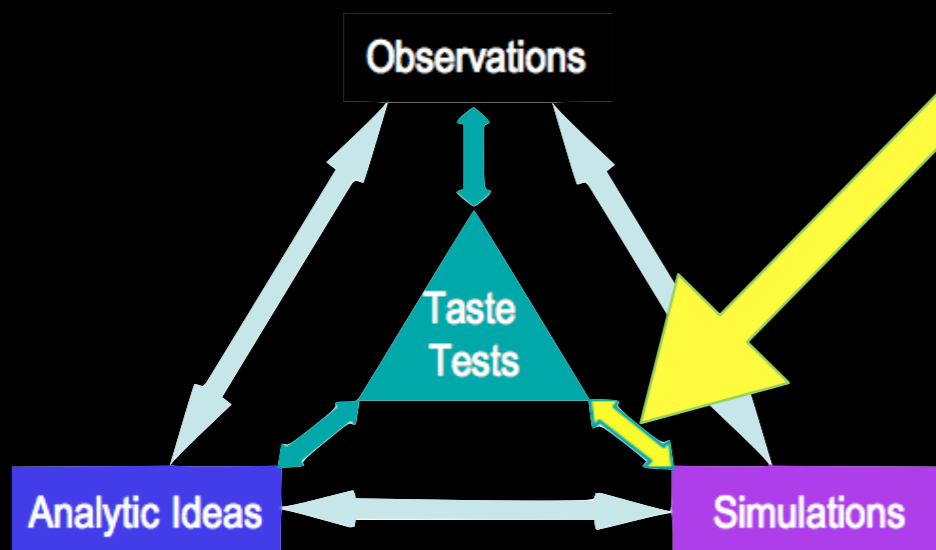 Observations
Taste
Tests
Analytic Ideas
Simulations